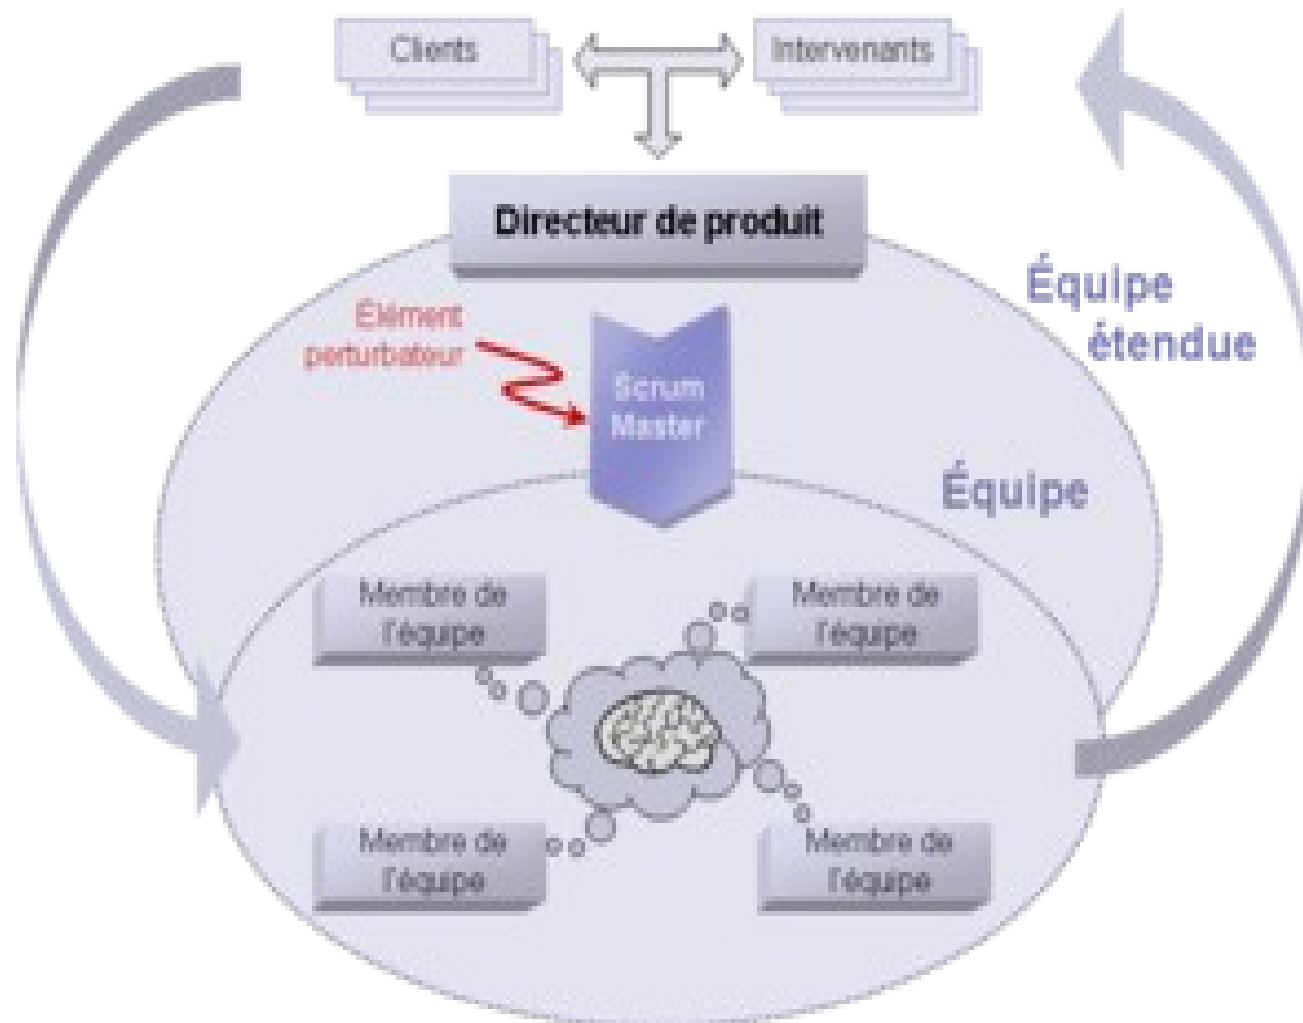 Clients
Intervenants
Directeur de produit
Élément
perturbateur
Équipe
étendue
Scrum
Master
Équipe
Membre de
l'équipe
Membre de
l'équipe
Membre de
l'équipe
Membre de
l'équipe